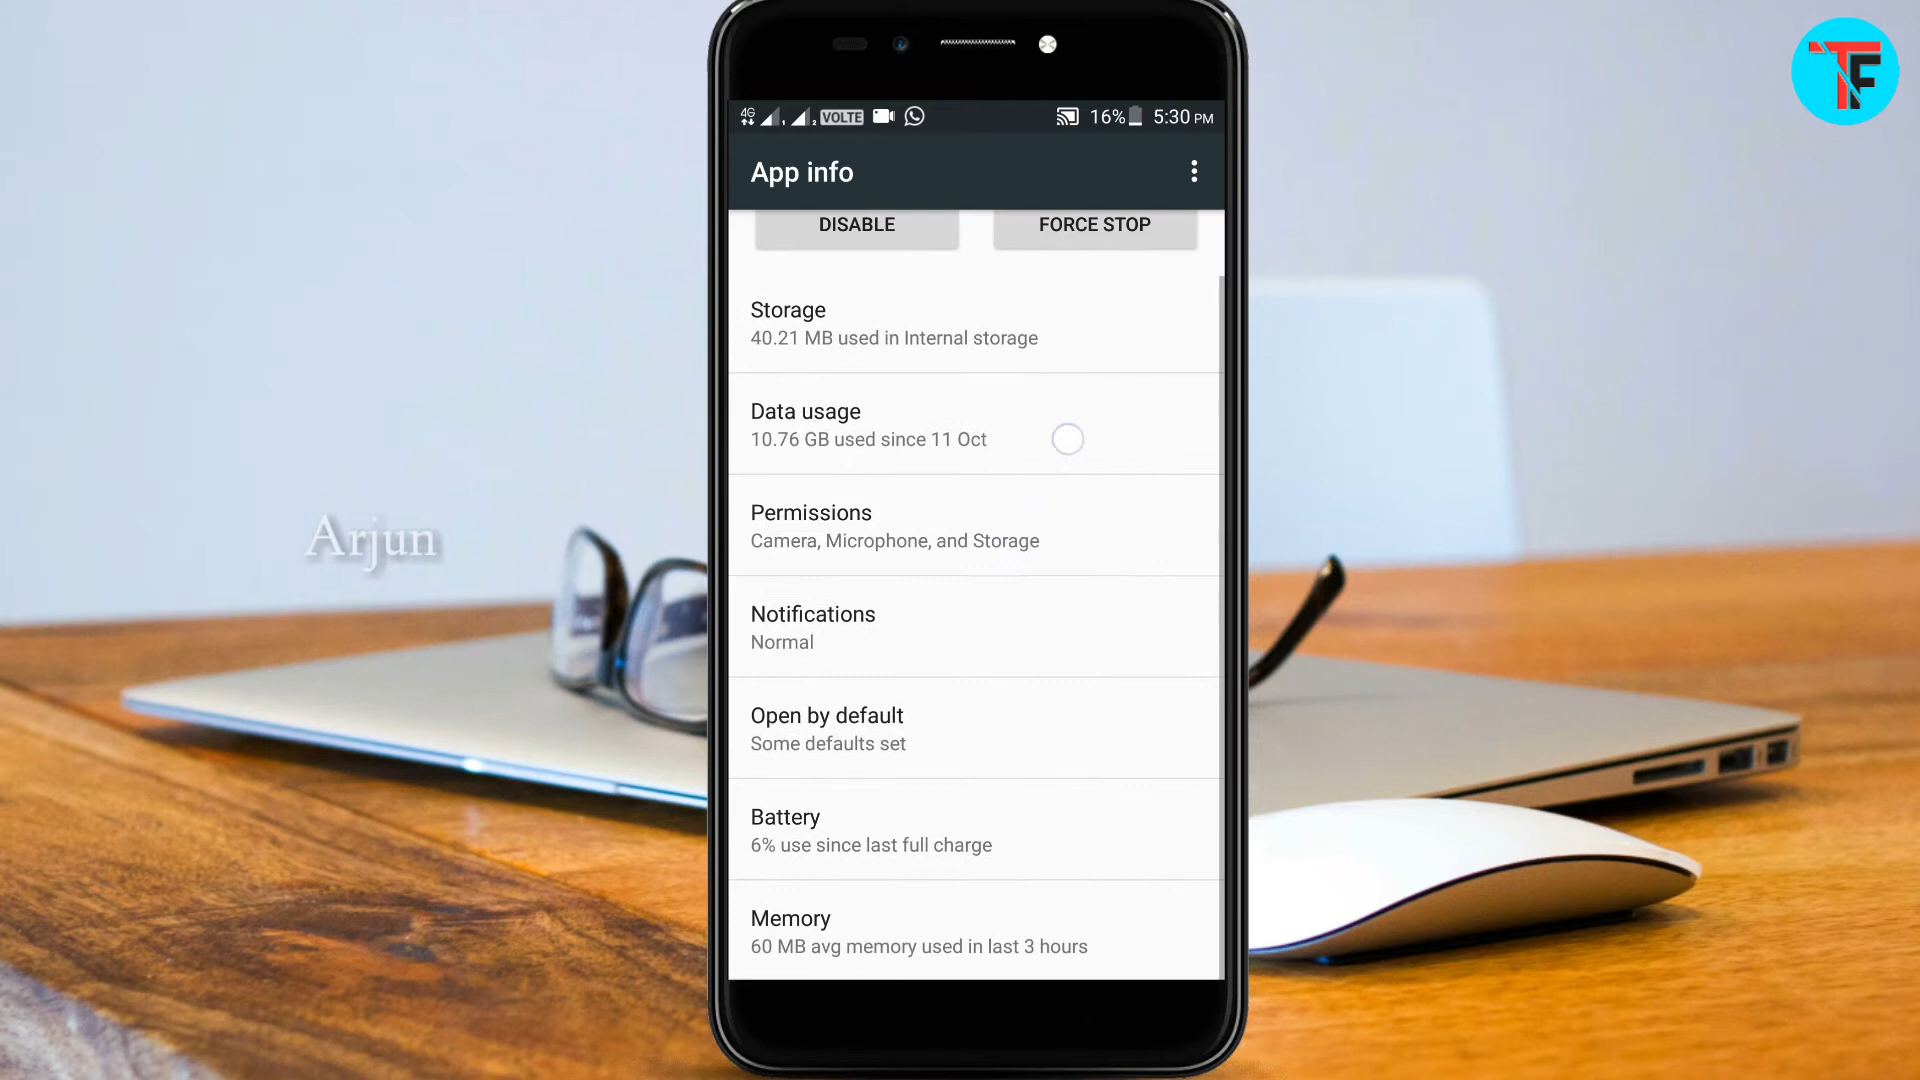 TF
4G 1 2 VOLTE 16% 5:30 PM
App info
DISABLE FORCE STOP
Storage
40.21 MB used in Internal storage
Data usage
10.76 GB used since 11 Oct
Permissions
Camera, Microphone, and Storage
Arjun
Notifications
Normal
Open by default
Some defaults set
Battery
6% use since last full charge
Memory
60 MB avg memory used in last 3 hours